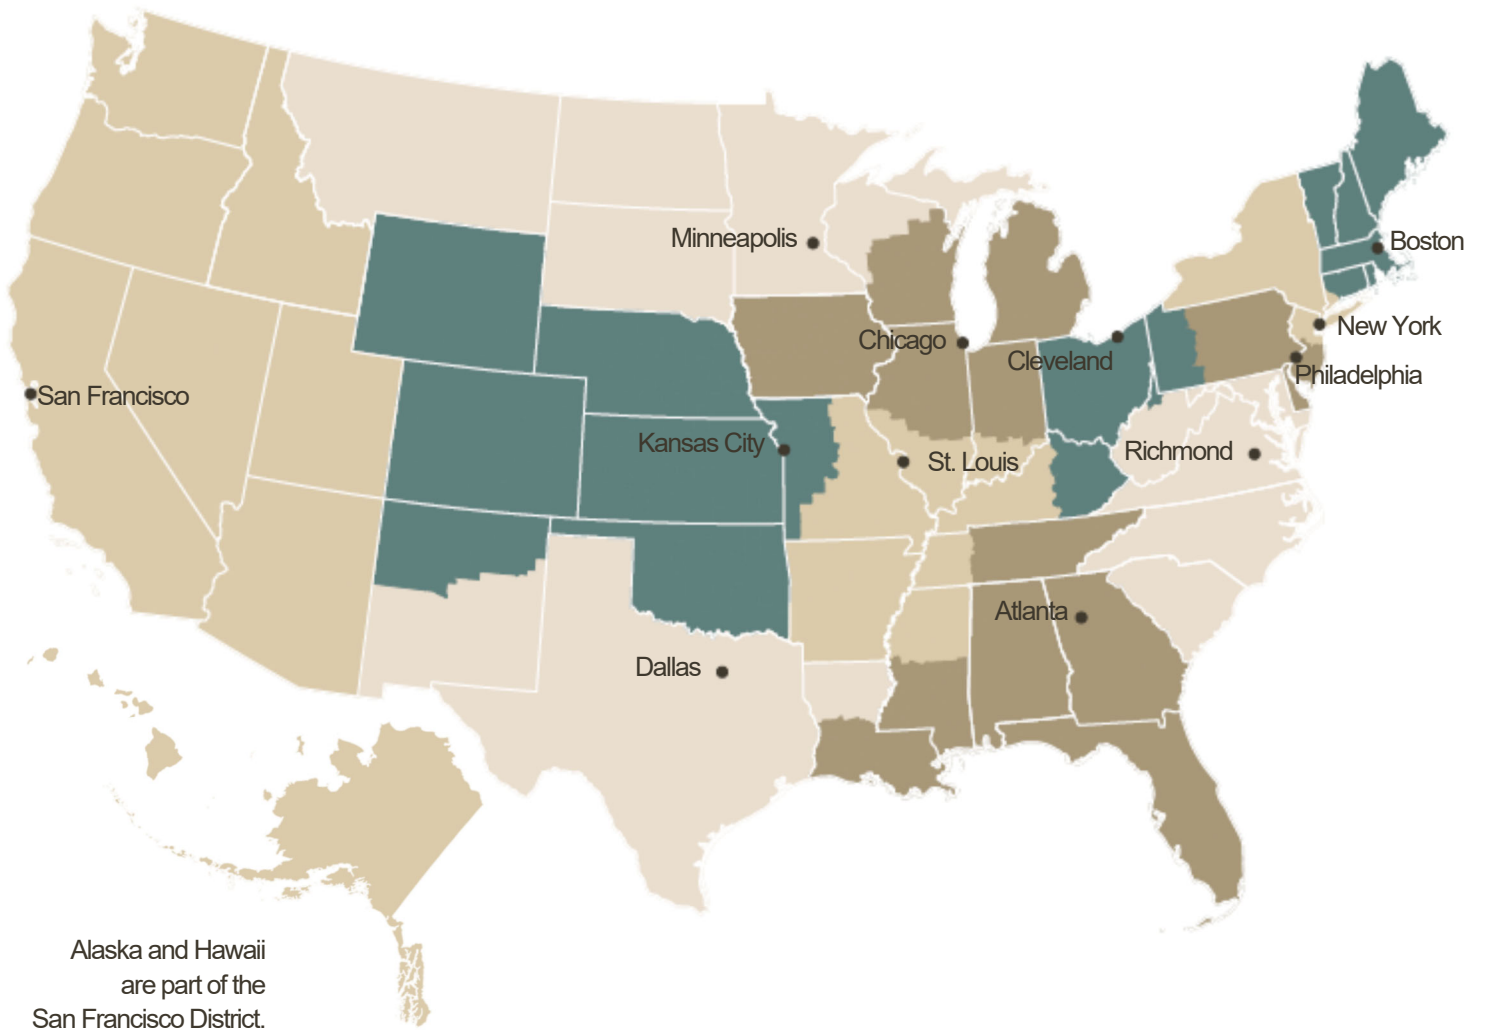 Minneapolis
Boston
New York
Chicago
Cleveland
Philadelphia
San Francisco
Kansas City
Richmond
St. Louis
Atlanta
Dallas
Alaska and Hawaii
are part of the
San Francisco District.